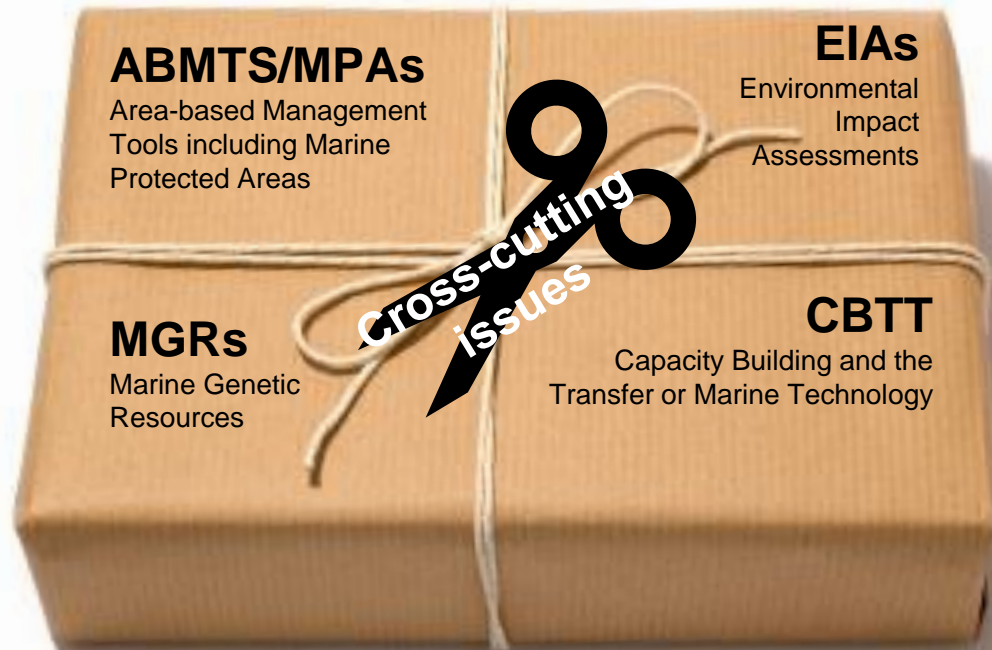 ABMTS/MPAs
Area-based Management
Tools including Marine
Protected Areas
EIAs
Environmental
Impact
Assessments
Cross-cutting
issues
MGRs
Marine Genetic
Resources
CBTT
Capacity Building and the
Transfer or Marine Technology